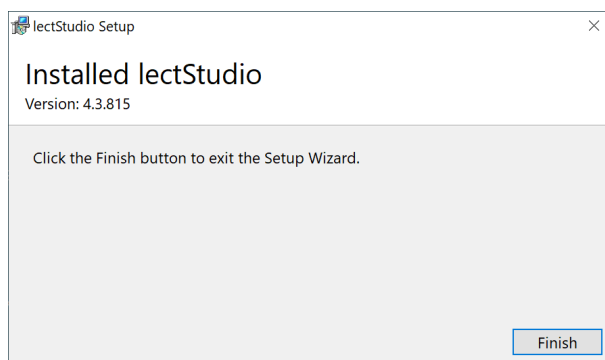 lectStudio Setup
Installed lectStudio
Version: 4.3.815
Click the Finish button to exit the Setup Wizard.
Finish